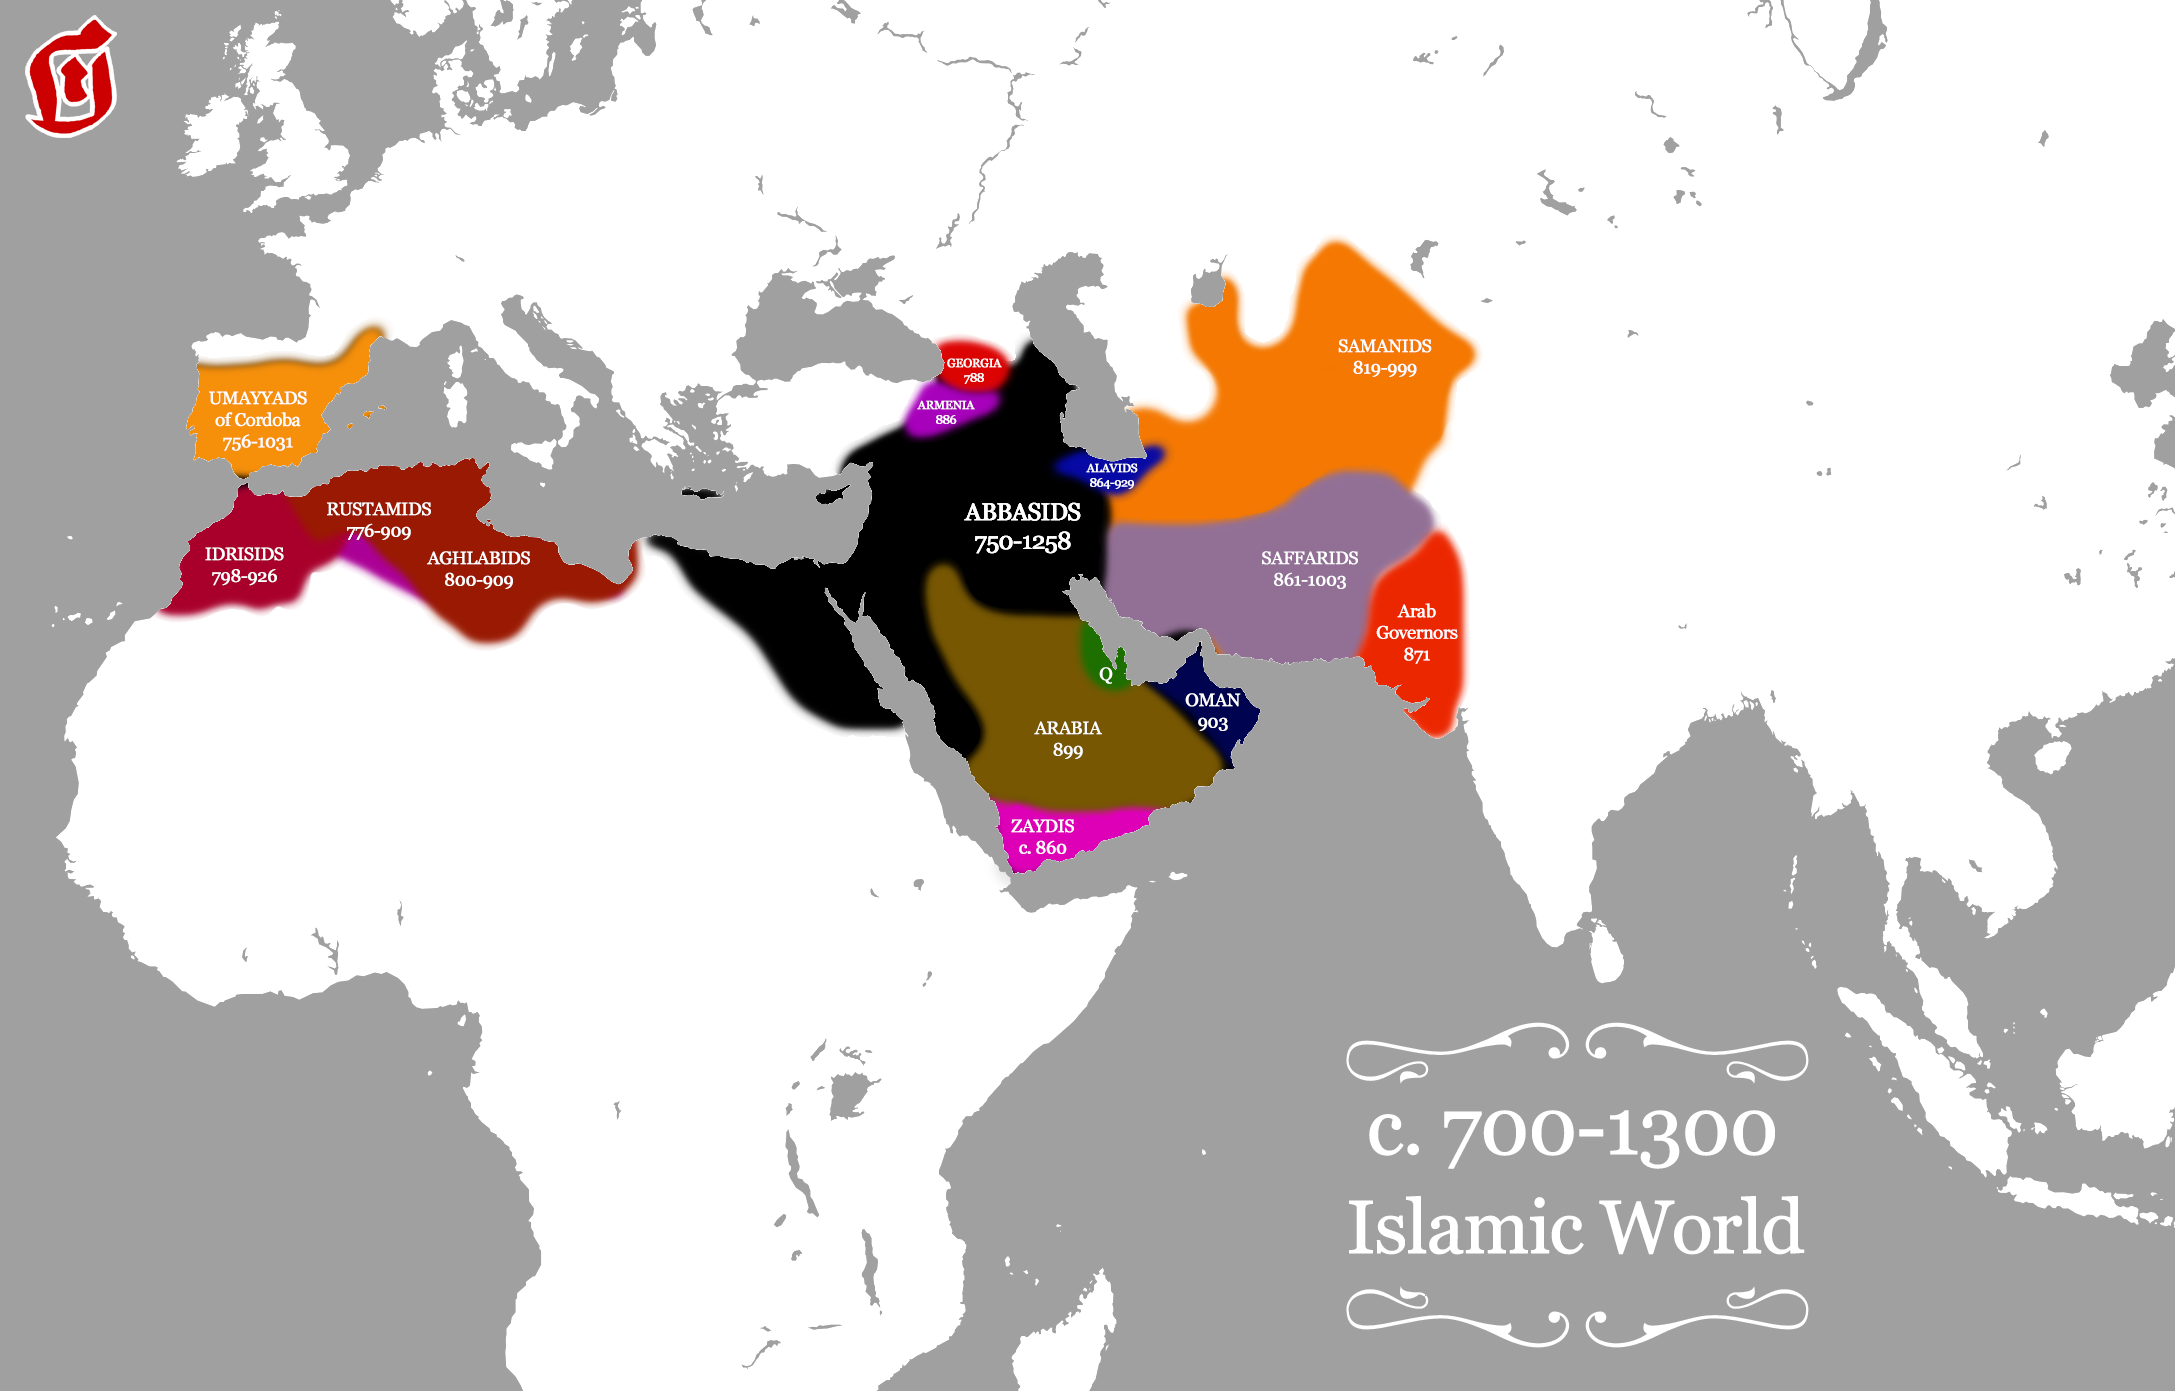 SAMANIDS
819-999
GEORGIA
788
ARMENIA
886
UMAYYADS
of Cordoba
756-1031
ALAVIDS
864-929
RUSTAMIDS
776-909
ABBASIDS
750-1258
IDRISIDS
798-926
AGHLABIDS
800-909
SAFFARIDS
861-1003
Arab
Governors
871
Q
OMAN
903
ARABIA
899
ZAYDIS
c. 860
c. 700-1300
Islamic World